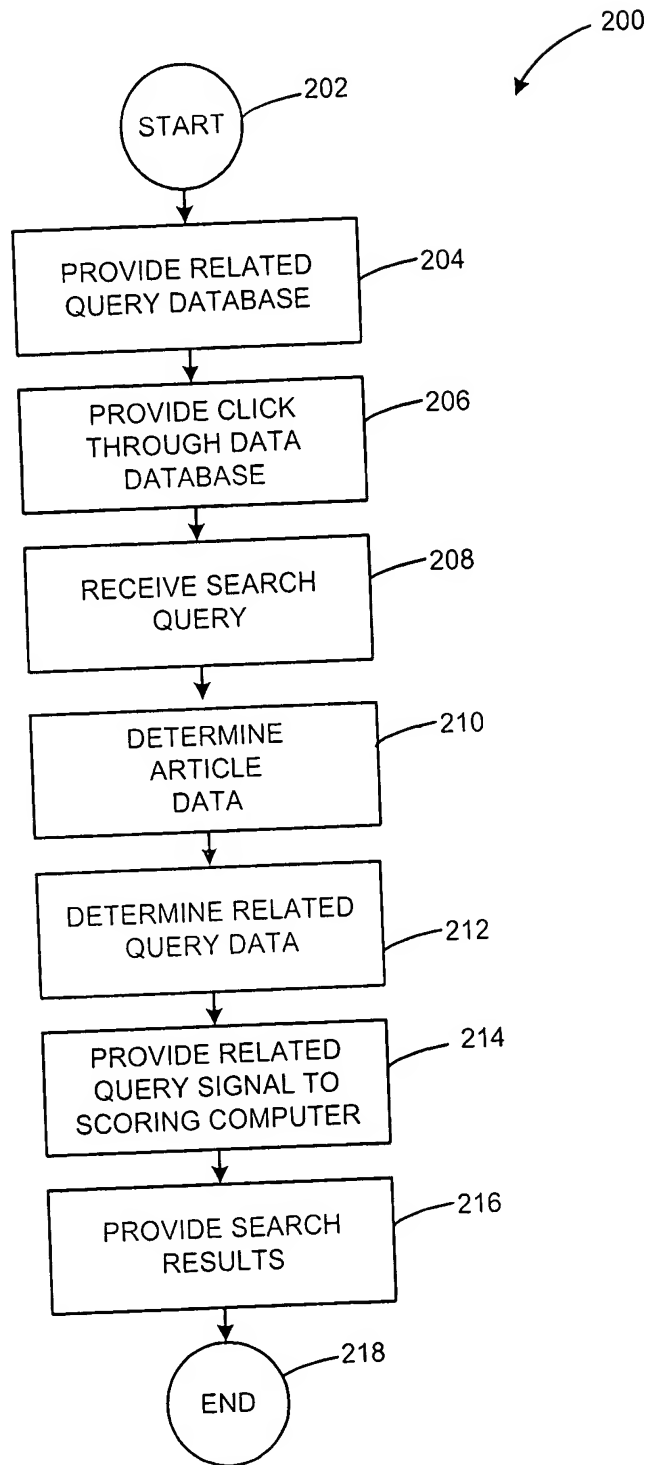 200
START
202
PROVIDE RELATED
QUERY DATABASE
204
PROVIDE CLICK
THROUGH DATA
DATABASE
206
RECEIVE SEARCH
QUERY
208
DETERMINE
ARTICLE
DATA
210
DETERMINE RELATED
QUERY DATA
212
PROVIDE RELATED
QUERY SIGNAL TO
SCORING COMPUTER
214
PROVIDE SEARCH
RESULTS
216
END
218